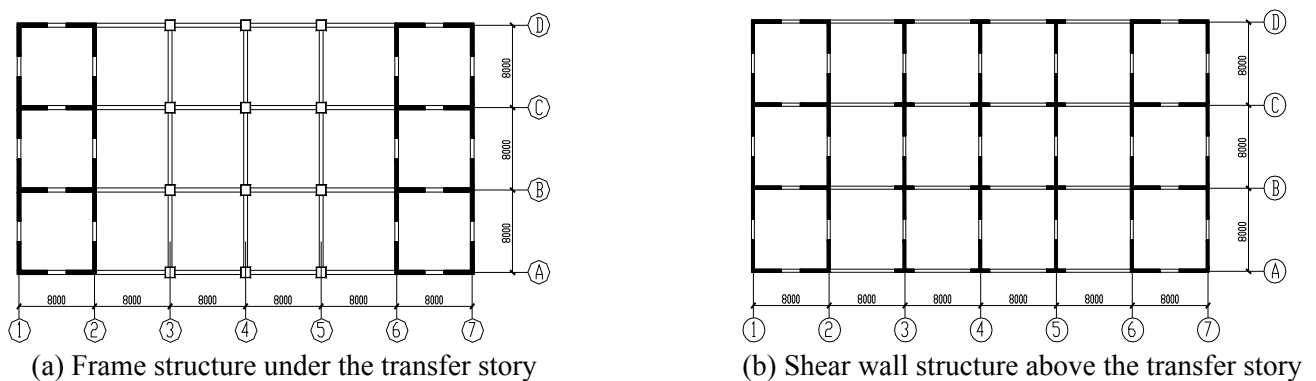 D
8000
C
8000
B
8000
A
8000 8000 8000 8000 8000 8000
1 2 3 4 5 6 7
(a) Frame structure under the transfer story
D
8000
C
8000
B
8000
A
8000 8000 8000 8000 8000 8000
1 2 3 4 5 6 7
(b) Shear wall structure above the transfer story